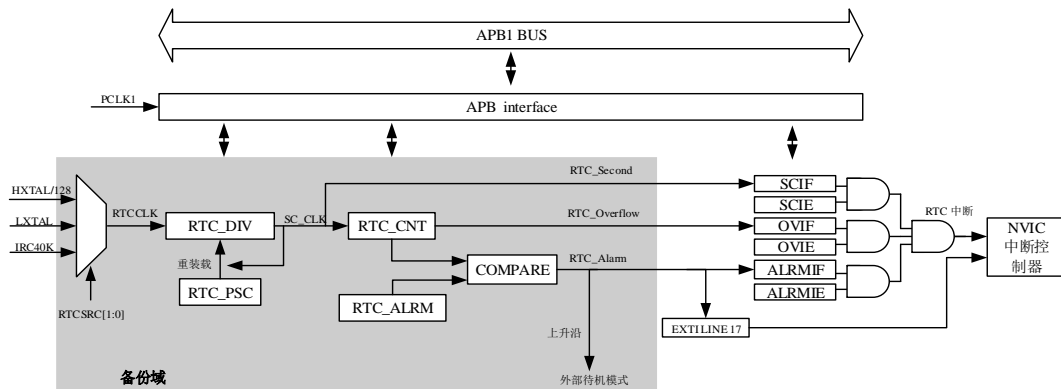 APB1 BUS
PCLK1
APB interface
HXTAL/128
LXTAL
IRC40K
RTCCLK
RTCSRC[1:0]
RTC_DIV
SC_CLK
重装载
RTC_PSC
RTC_CNT
RTC_ALRM
COMPARE
RTC_Second
RTC_Overflow
RTC_Alarm
上升沿
外部待机模式
备份域
SCIF
SCIE
OVIF
OVIE
ALRMIF
ALRMIE
EXTI LINE 17
RTC 中断
NVIC
中断控
制器